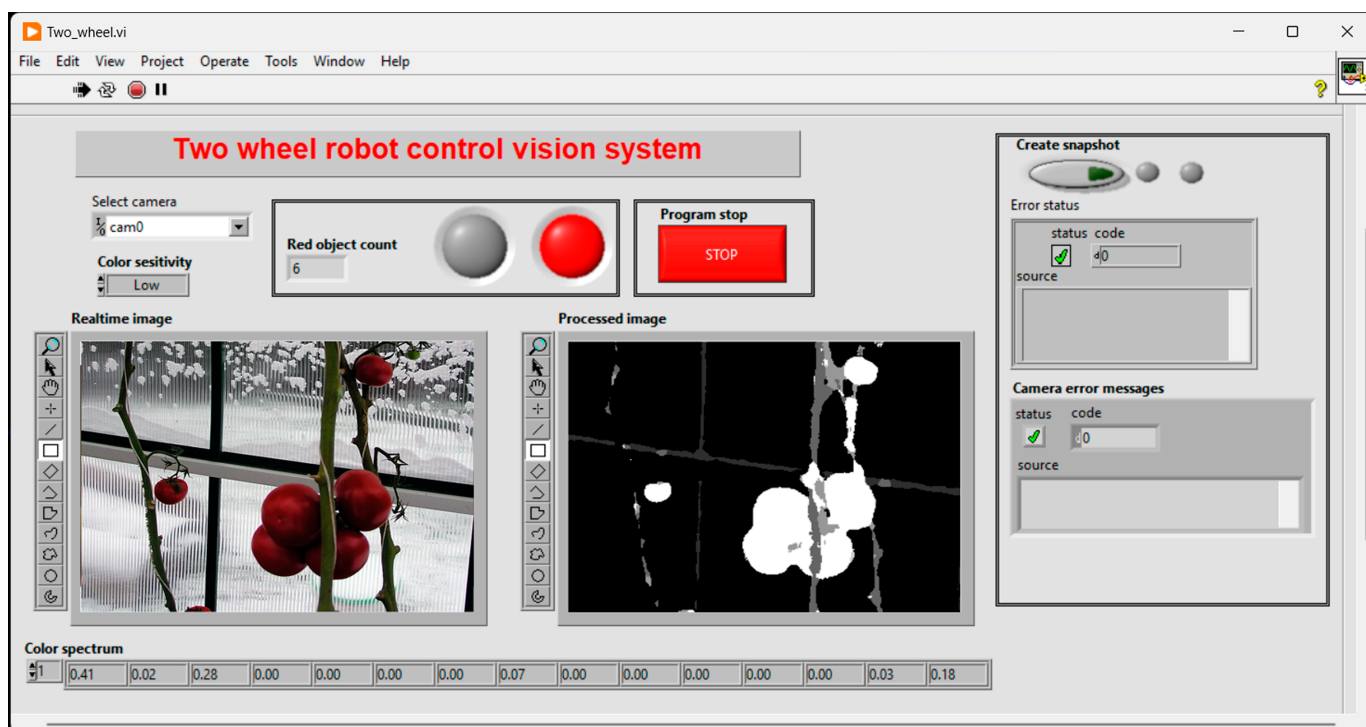 Two_wheel.vi
File Edit View Project Operate Tools Window Help
Two wheel robot control vision system
Select camera
cam0
Color sesitivity
Low
Red object count
6
Program stop
STOP
Create snapshot
Error status
status code
d0
source
Camera error messages
status code
d0
source
Realtime image
Processed image
Color spectrum
1 0.41 0.02 0.28 0.00 0.00 0.00 0.00 0.07 0.00 0.00 0.00 0.00 0.00 0.03 0.18